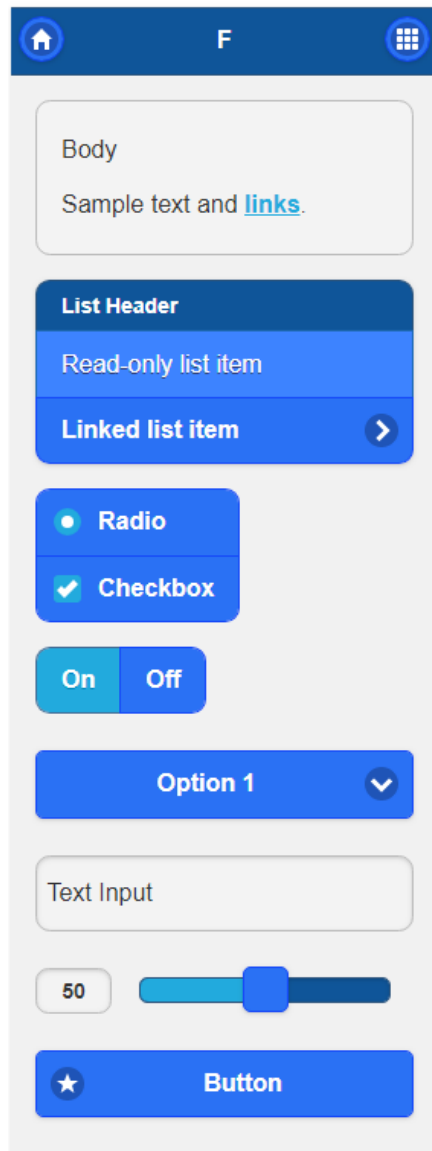 F
Body
Sample text and links.
List Header
Read-only list item
Linked list item
Radio
Checkbox
On Off
Option 1
Text Input
50
Button